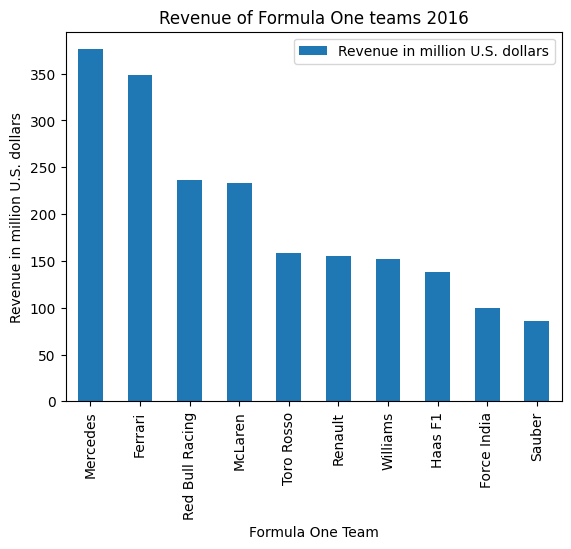 Revenue of Formula One teams 2016
Revenue in million U.S. dollars
Revenue in million U.S. dollars
350
300
250
200
150
100
50
0
Mercedes
Ferrari
Red Bull Racing
McLaren
Toro Rosso
Renault
Williams
Haas F1
Force India
Sauber
Formula One Team